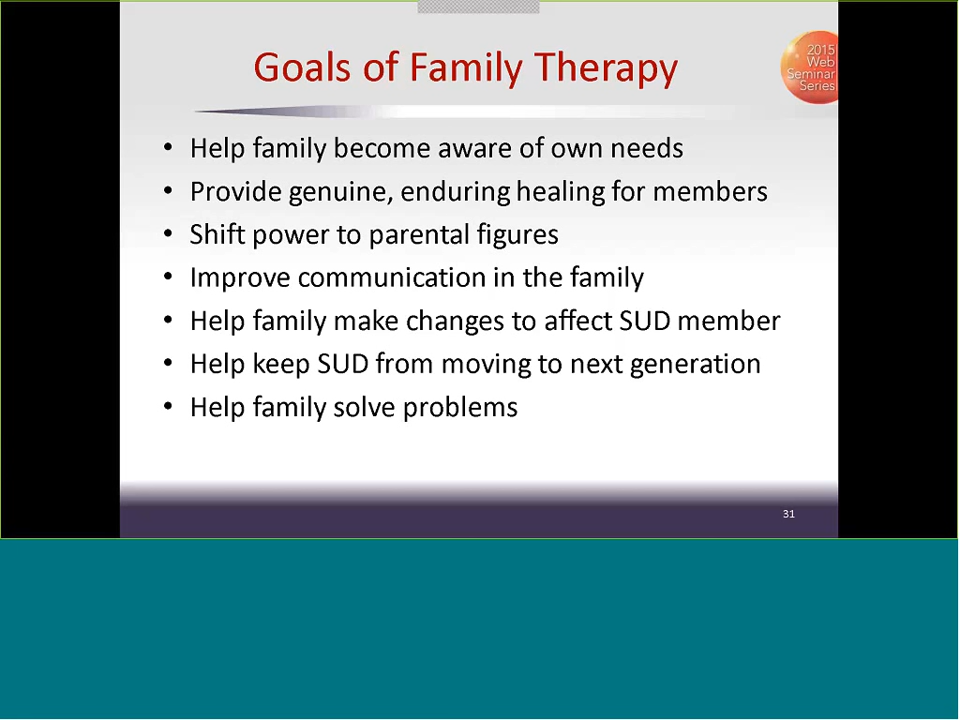 Goals of Family Therapy
2015
Web
Seminar
Series
• Help family become aware of own needs
• Provide genuine, enduring healing for members
• Shift power to parental figures
• Improve communication in the family
• Help family make changes to affect SUD member
• Help keep SUD from moving to next generation
• Help family solve problems
31